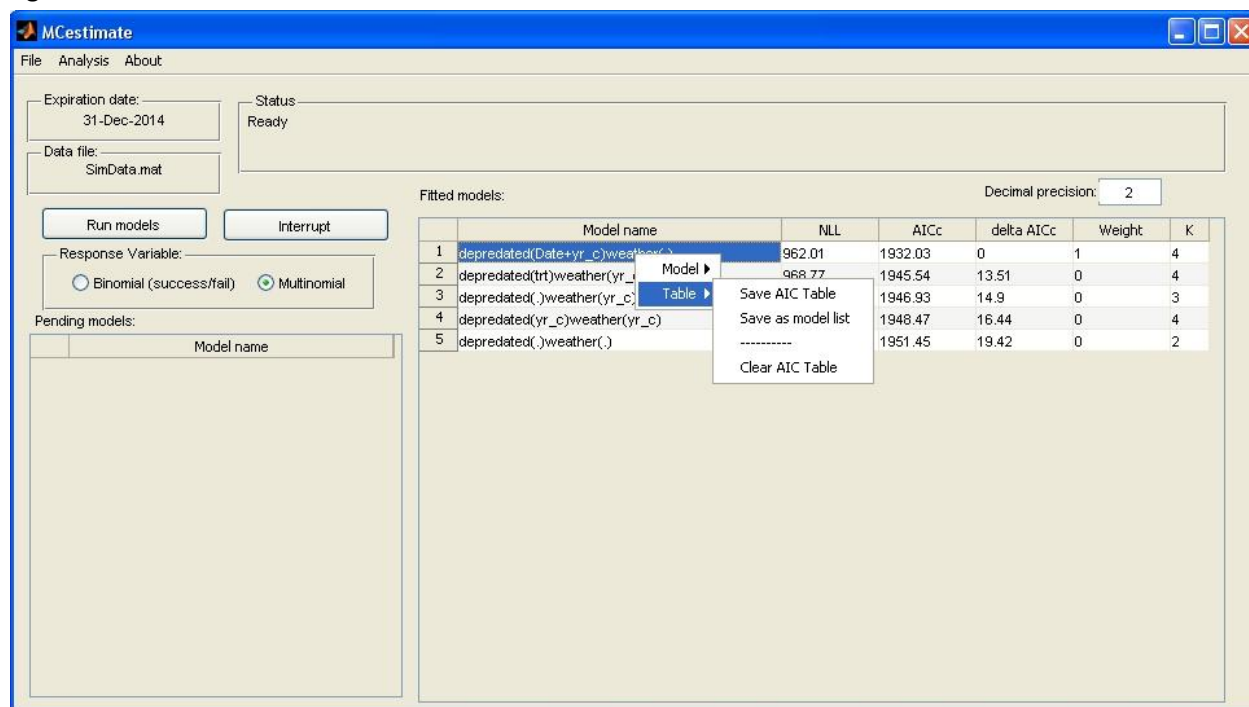 MCestimate
File Analysis About
Expiration date:
31-Dec-2014
Status
Ready
Data file:
SimData.mat
Fitted models:
Decimal precision: 2
Run models
Interrupt
Response Variable:
Binomial (success/fail) Multinomial
Pending models:
Model name
Model name NLL AICc delta AICc Weight K
1 depredated(Date+yr_c)weather(.) 962.01 1932.03 0 1 4
2 depredated(trt)weather(yr_ 968.77 1945.54 13.51 0 4
3 depredated(.)weather(yr_c) 1946.93 14.9 0 3
4 depredated(yr_c)weather(yr_c) 1948.47 16.44 0 4
5 depredated(.)weather(.) 1951.45 19.42 0 2
Model
Table
Save AIC Table
Save as model list
----------
Clear AIC Table